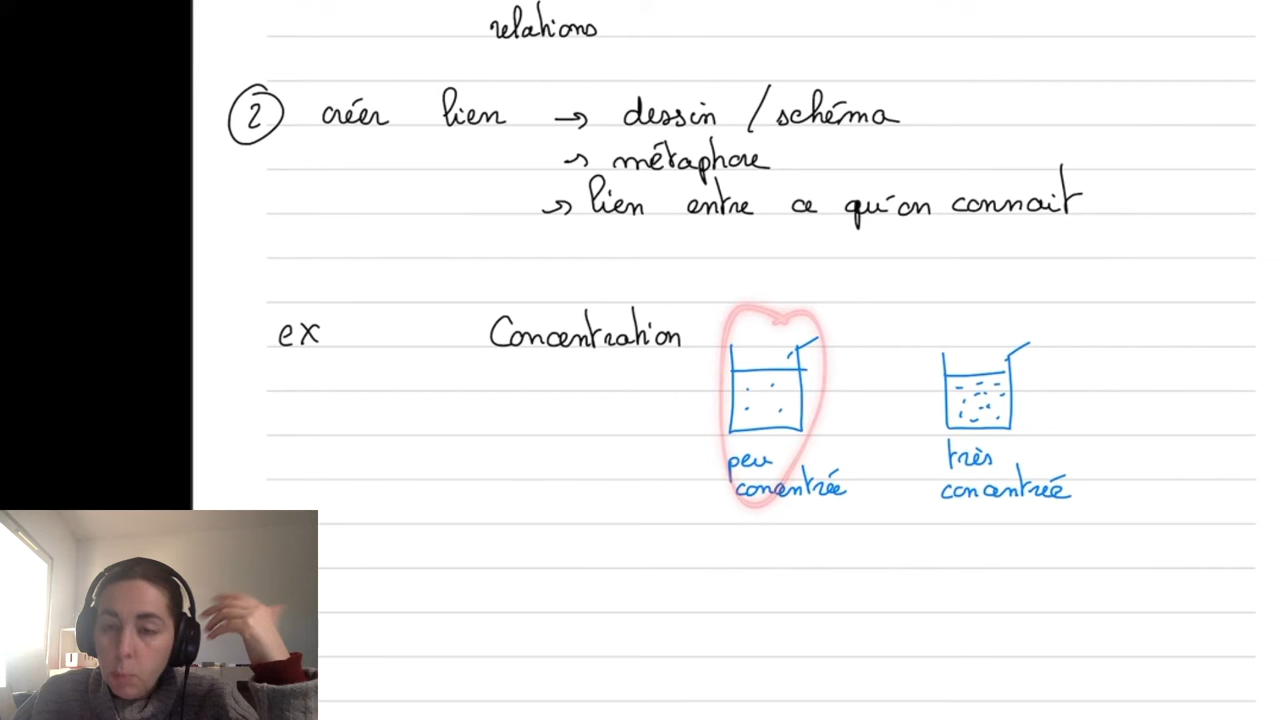 relations
② créer lien → dessin / schéma
→ métaphore
→ lien entre ce qu'on connait
ex Concentration
peu concentrée
très concentrée